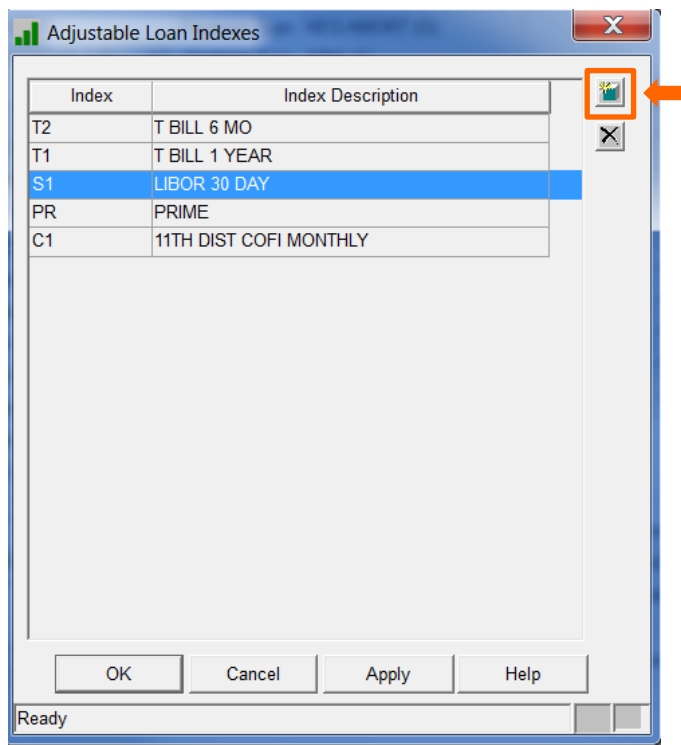 Adjustable Loan Indexes
Index Index Description
T2 T BILL 6 MO
T1 T BILL 1 YEAR
S1 LIBOR 30 DAY
PR PRIME
C1 11TH DIST COFI MONTHLY
OK Cancel Apply Help
Ready